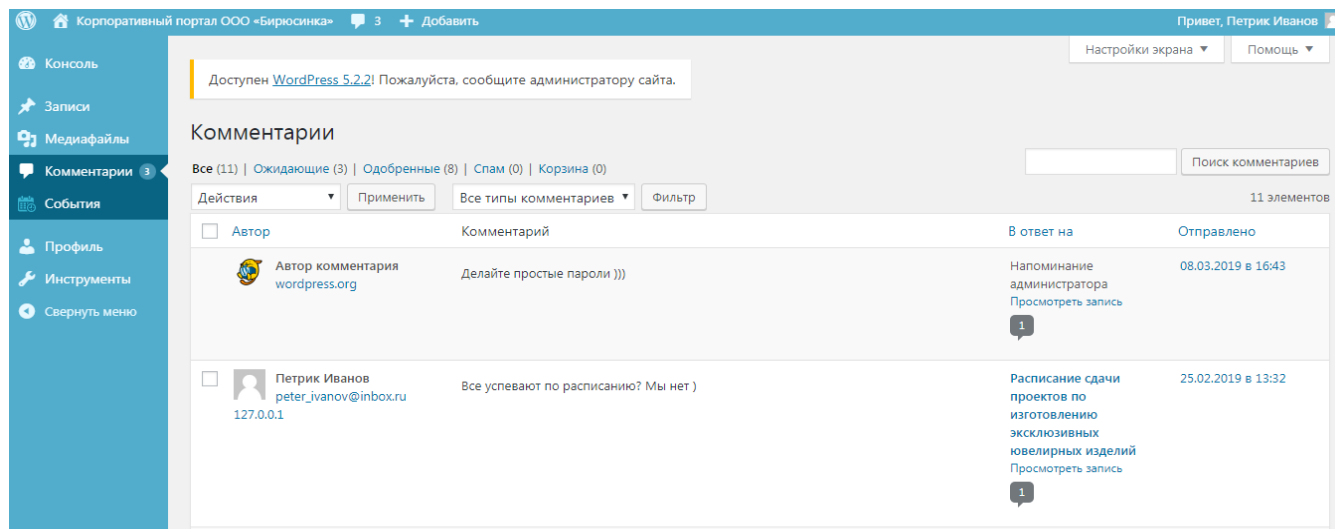 Корпоративный портал ООО «Бирюсинка» 3 + Добавить Привет, Петрик Иванов
Настройки экрана ▼ Помощь ▼
Консоль
Записи
Медиафайлы
Комментарии 3
События
Профиль
Инструменты
Свернуть меню
Доступен WordPress 5.2.2! Пожалуйста, сообщите администратору сайта.
Комментарии
Все (11) | Ожидающие (3) | Одобренные (8) | Спам (0) | Корзина (0)
Поиск комментариев
Действия ▼ Применить Все типы комментариев ▼ Фильтр 11 элементов
Автор Комментарий В ответ на Отправлено
Автор комментария
wordpress.org
Делайте простые пароли )))
Напоминание
администратора
Просмотреть запись
1
08.03.2019 в 16:43
Петрик Иванов
peter_ivanov@inbox.ru
127.0.0.1
Все успевают по расписанию? Мы нет )
Расписание сдачи
проектов по
изготовлению
эксклюзивных
ювелирных изделий
Просмотреть запись
1
25.02.2019 в 13:32